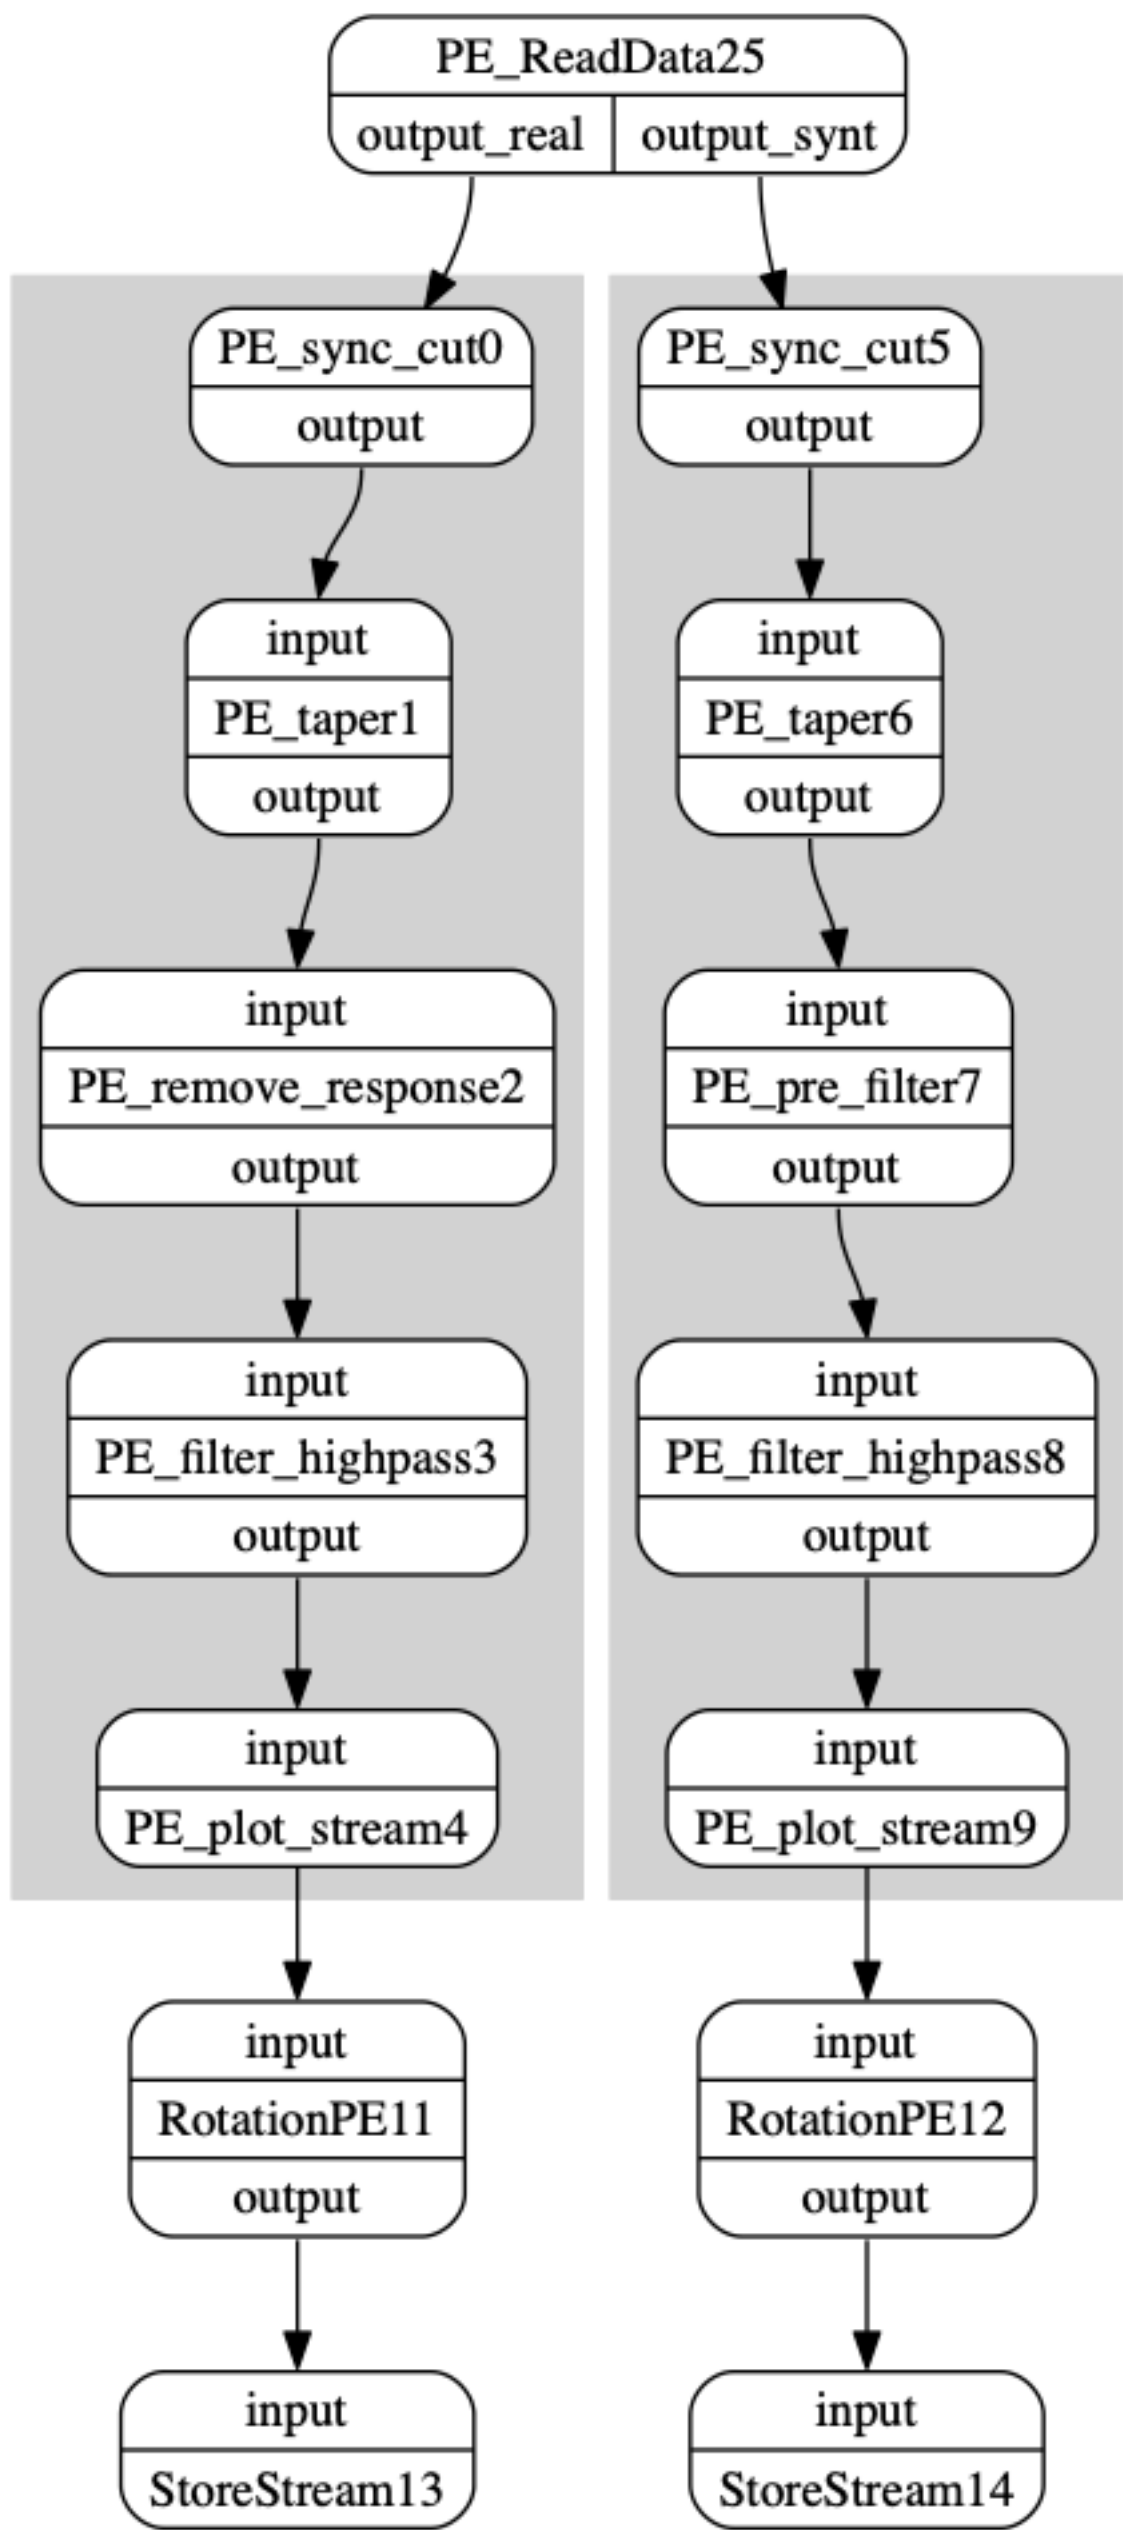 PE_ReadData25
output_real
output_synt
PE_sync_cut0
output
PE_sync_cut5
output
input
PE_taper1
output
input
PE_taper6
output
input
PE_remove_response2
output
input
PE_pre_filter7
output
input
PE_filter_highpass3
output
input
PE_filter_highpass8
output
input
PE_plot_stream4
input
PE_plot_stream9
input
RotationPE11
output
input
RotationPE12
output
input
StoreStream13
input
StoreStream14